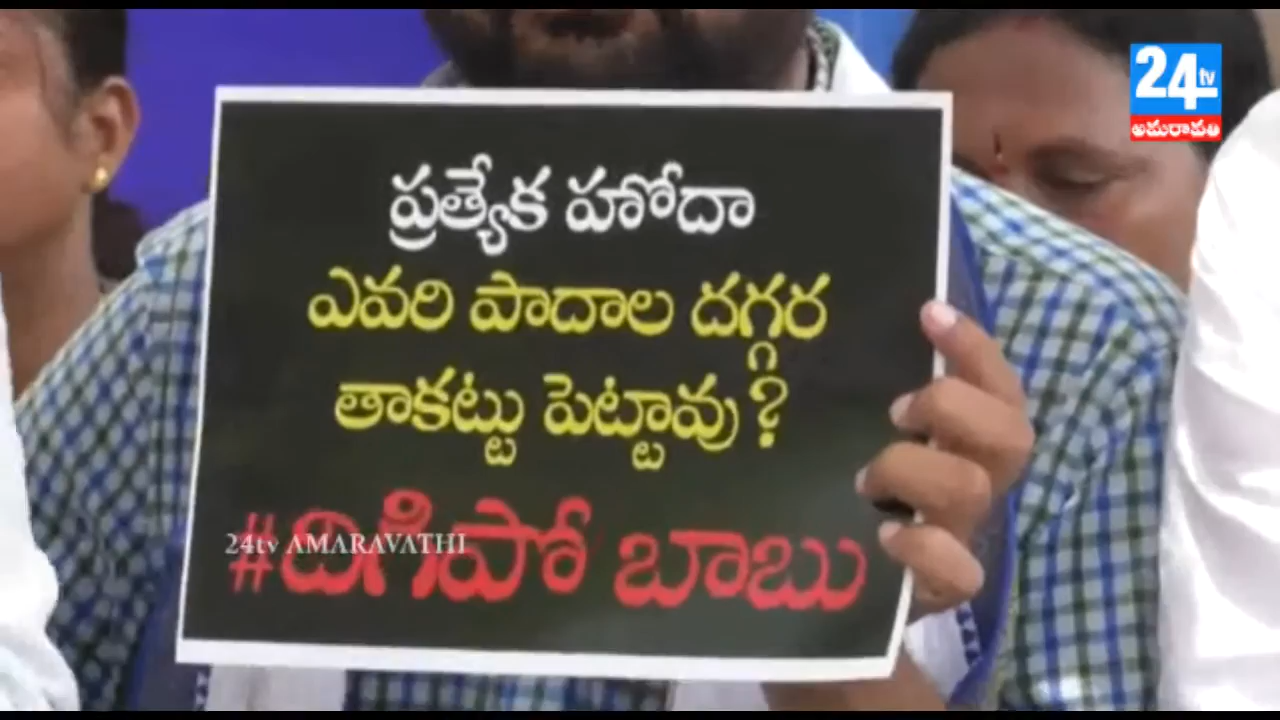 24tv
అమరావతి
ప్రత్యేక హోదా
ఎవరి పాదాల దగ్గర
తాకట్టు పెట్టావు?
#దిగిపో బాబు
24tv AMARAVATHI